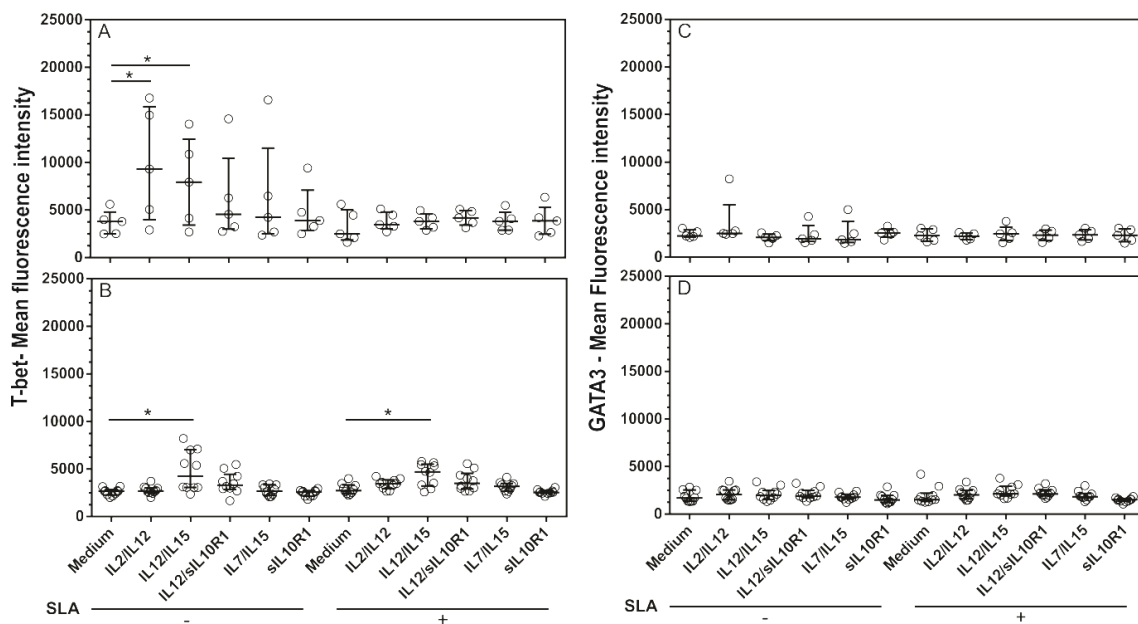 A
T-bet- Mean fluorescence intensity
25000
20000
15000
10000
5000
0
*
*
B
25000
20000
15000
10000
5000
0
*
*
Medium
IL2/IL12
IL12/IL15
IL12/sIL10R1
IL7/IL15
sIL10R1
Medium
IL2/IL12
IL12/IL15
IL12/sIL10R1
IL7/IL15
sIL10R1
SLA
-
+
C
GATA3 - Mean Fluorescence intensity
25000
20000
15000
10000
5000
0
D
25000
20000
15000
10000
5000
0
Medium
IL2/IL12
IL12/IL15
IL12/sIL10R1
IL7/IL15
sIL10R1
Medium
IL2/IL12
IL12/IL15
IL12/sIL10R1
IL7/IL15
sIL10R1
SLA
-
+